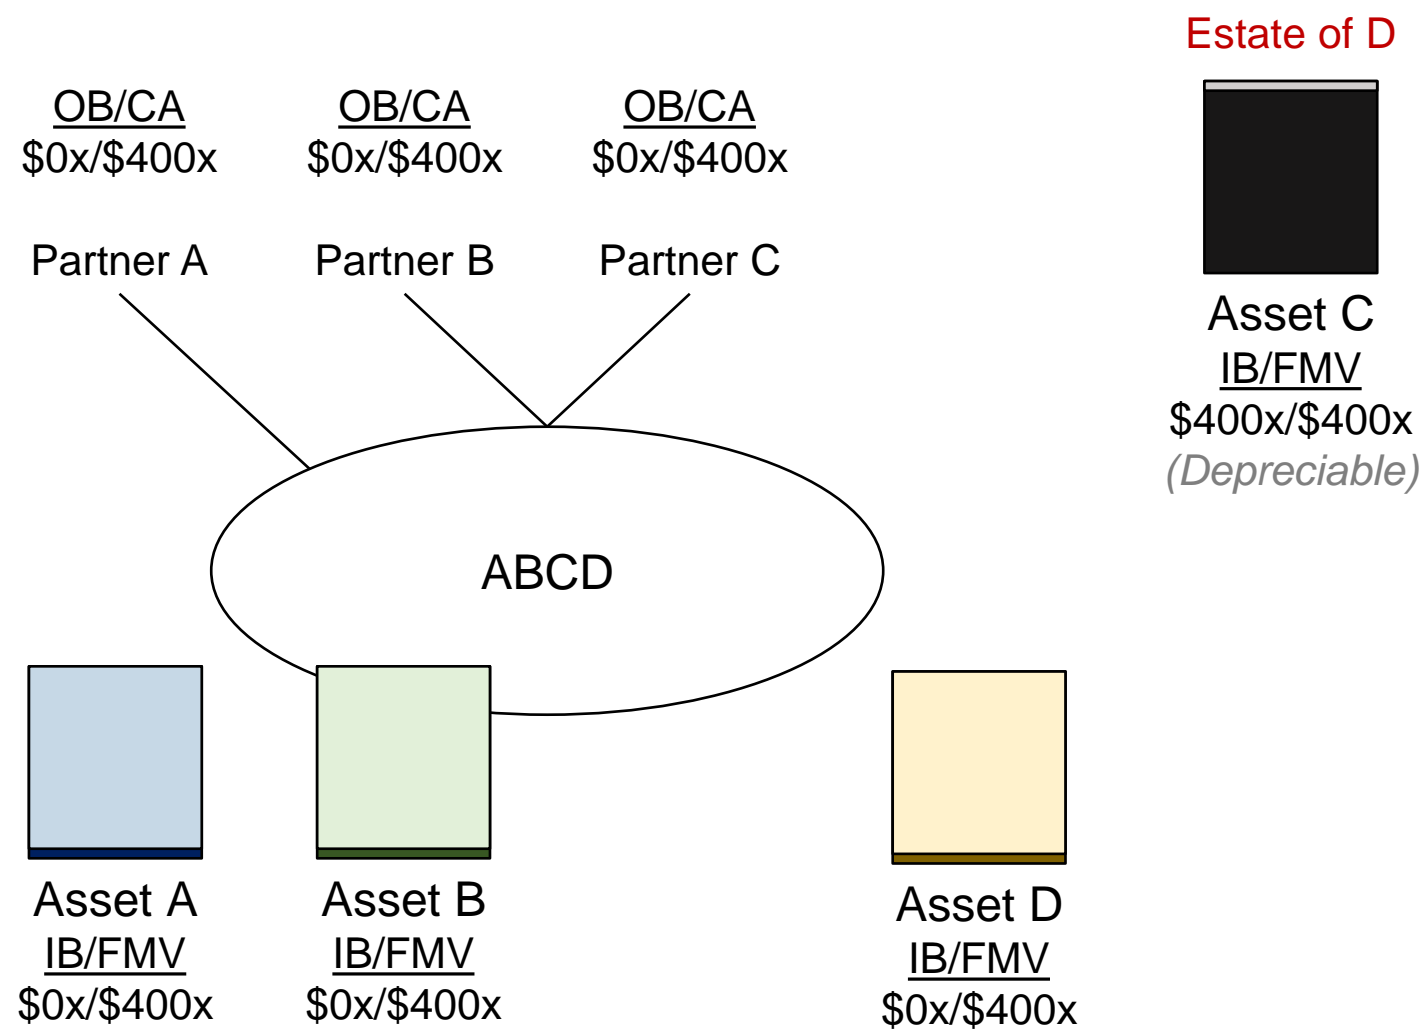 Estate of D
OB/CA
$0x/$400x
OB/CA
$0x/$400x
OB/CA
$0x/$400x
Partner A
Partner B
Partner C
Asset C
IB/FMV
$400x/$400x
(Depreciable)
ABCD
Asset A
IB/FMV
$0x/$400x
Asset B
IB/FMV
$0x/$400x
Asset D
IB/FMV
$0x/$400x